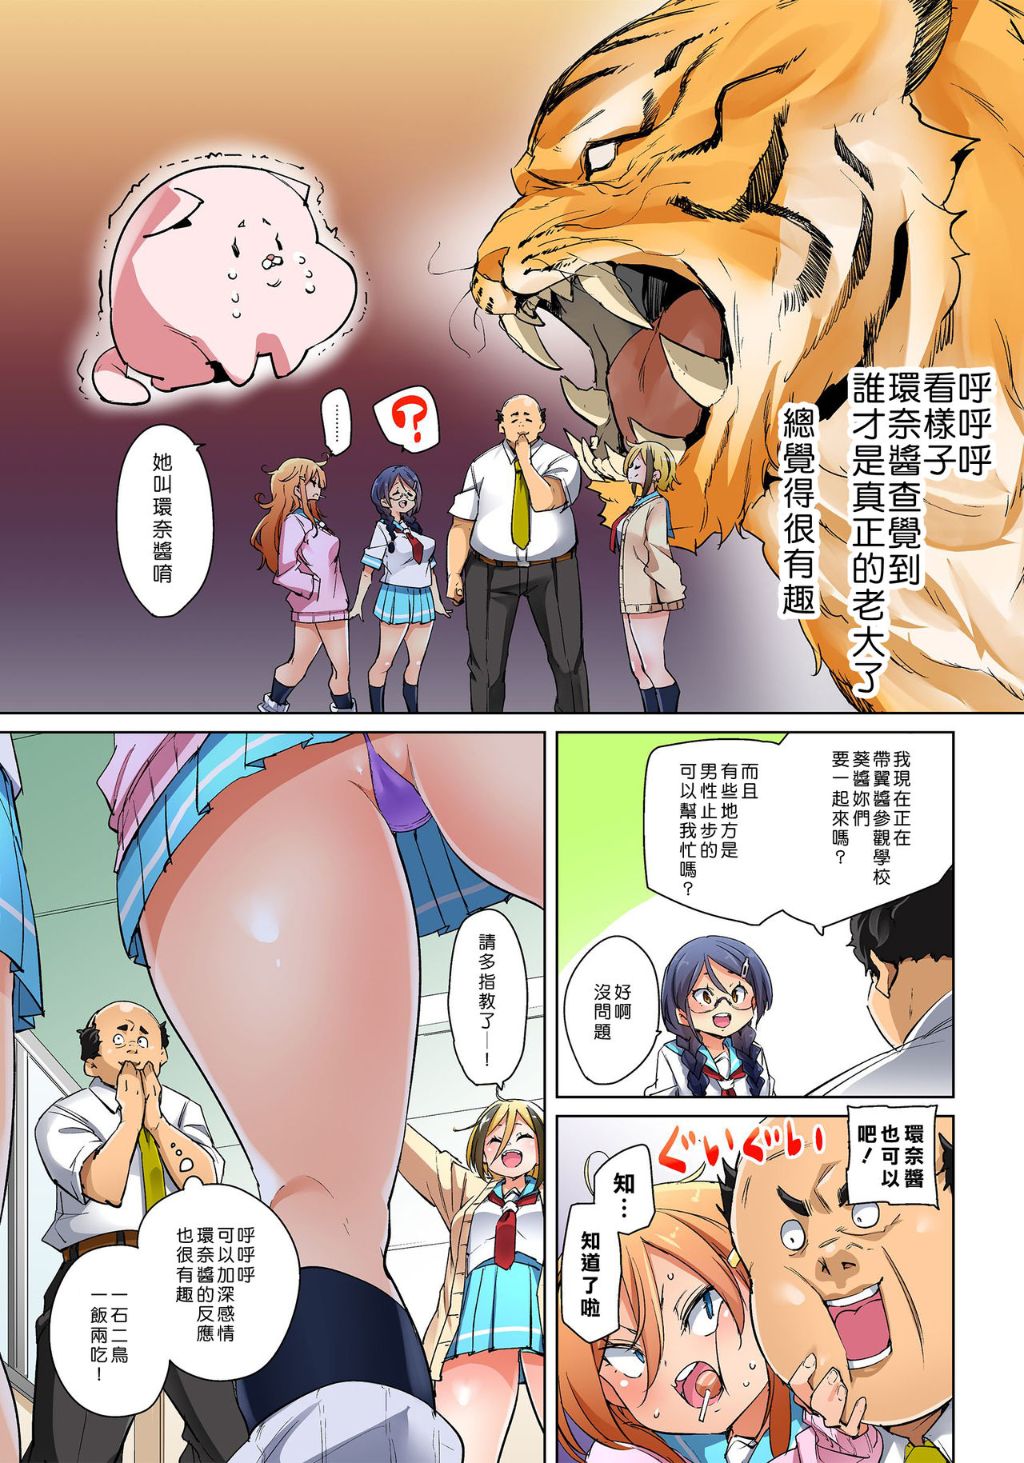 呼呼呼
看樣子
環奈醬查覺到
誰才是真正的老大了
總覺得很有趣
？
………
她叫環奈醬唷
我現在正在
帶翼醬參觀學校
葵醬妳們
要一起來嗎？
而且
有些地方是
男性止步的
可以幫我忙嗎？
好啊
沒問題
環奈醬
也可以
吧！
ぐいぐい
知…
知道了啦
請多指教了──！
呼呼呼
可以加深感情
環奈醬的反應
也很有趣
一石二鳥
一飯兩吃！